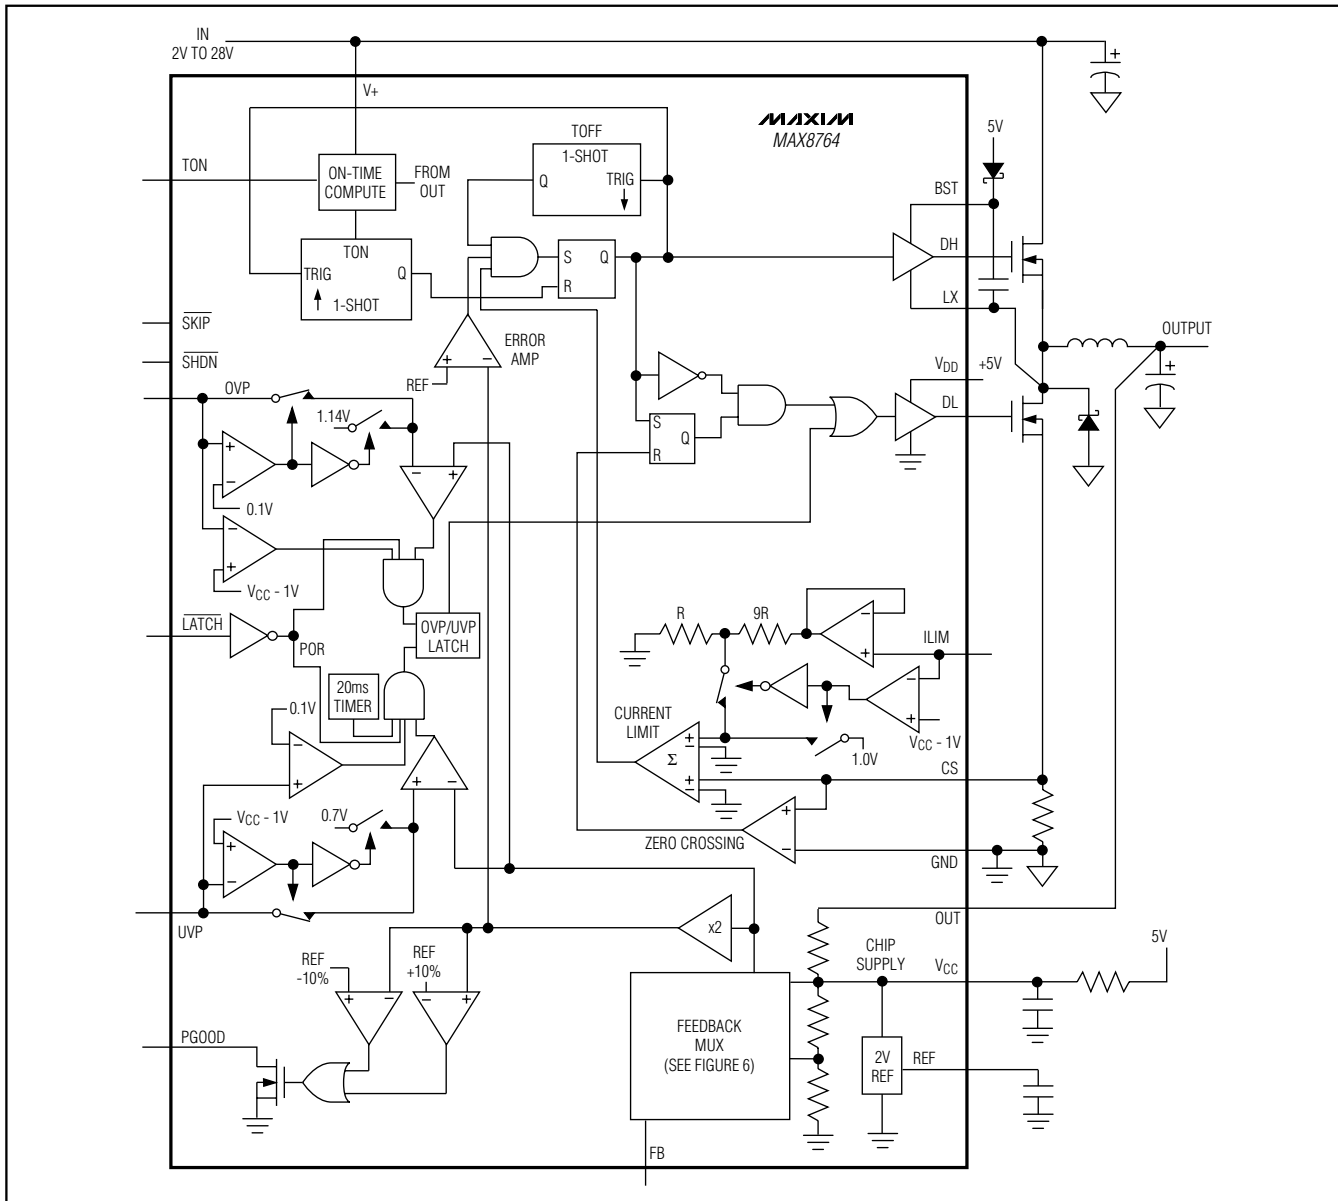 IN
2V TO 28V
V+
MAXIM
MAX8764
TOFF
1-SHOT
Q
TRIG
5V
TON
ON-TIME
COMPUTE
FROM
OUT
BST
TON
TRIG
Q
1-SHOT
S
Q
R
DH
LX
SKIP
SHDN
ERROR
AMP
+
−
REF
OUTPUT
+
+
VDD
+5V
DL
OVP
1.14V
S
Q
R
+
−
0.1V
−
+
−
+
VCC - 1V
LATCH
POR
OVP/UVP
LATCH
R
9R
−
+
ILIM
20ms
TIMER
0.1V
−
+
+
−
CURRENT
LIMIT
Σ
+
−
+
−
−
+
VCC - 1V
1.0V
CS
VCC - 1V
0.7V
+
−
ZERO CROSSING
+
−
GND
UVP
OUT
x2
REF
-10%
REF
+10%
+
−
−
+
CHIP
SUPPLY
VCC
5V
PGOOD
FEEDBACK
MUX
(SEE FIGURE 6)
2V
REF
REF
FB